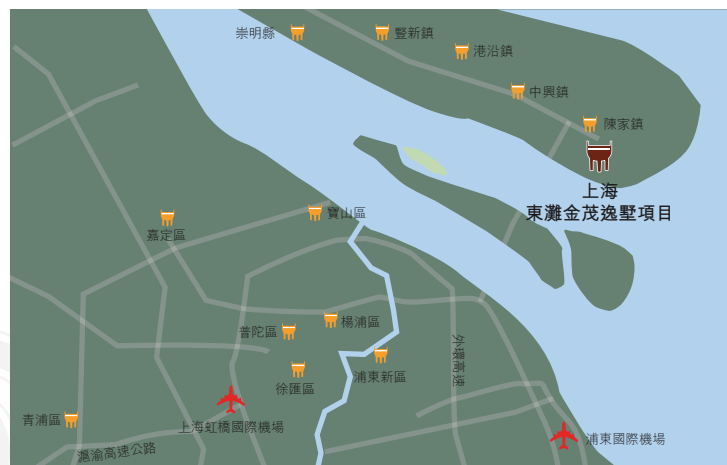 崇明縣
豎新鎮
港沿鎮
中興鎮
陳家鎮
上海
東灘金茂逸墅項目
寶山區
嘉定區
楊浦區
普陀區
外環高速
浦東新區
徐匯區
青浦區
上海虹橋國際機場
浦東國際機場
滬渝高速公路